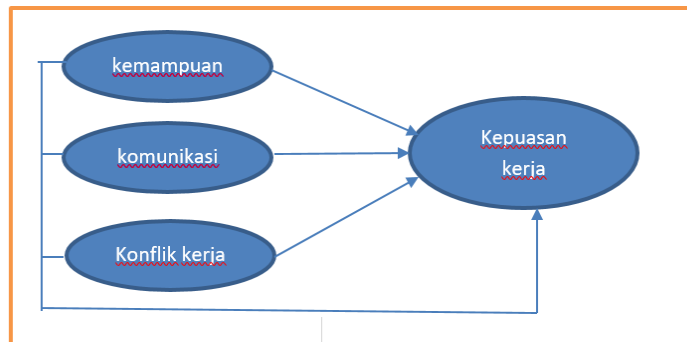 kemampuan
komunikasi
Konflik kerja
Kepuasan
kerja